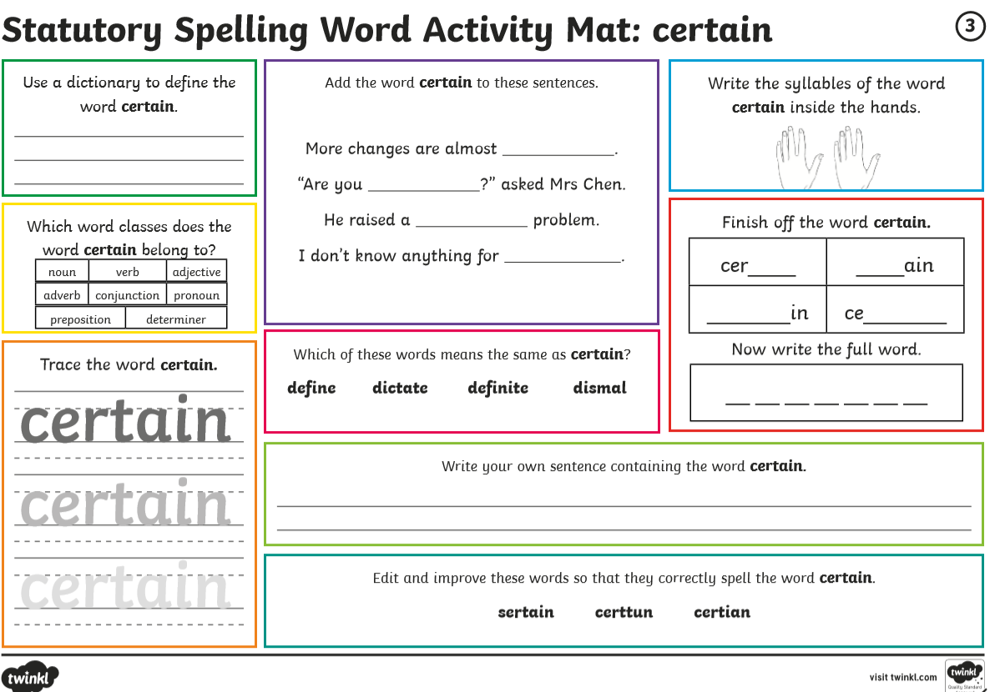 Statutory Spelling Word Activity Mat: certain
3
Use a dictionary to define the
word certain.
Which word classes does the
word certain belong to?
noun verb adjective
adverb conjunction pronoun
preposition determiner
Trace the word certain.
certain
certain
certain
Add the word certain to these sentences.
More changes are almost ____________.
“Are you ____________?” asked Mrs Chen.
He raised a ____________ problem.
I don’t know anything for ____________.
Which of these words means the same as certain?
define dictate definite dismal
Write the syllables of the word
certain inside the hands.
Finish off the word certain.
cer____ ____ain
_______in ce_______
Now write the full word.
__ __ __ __ __ __ __
Write your own sentence containing the word certain.
Edit and improve these words so that they correctly spell the word certain.
sertain certtun certian
twinkl
visit twinkl.com
twinkl
Quality Standard